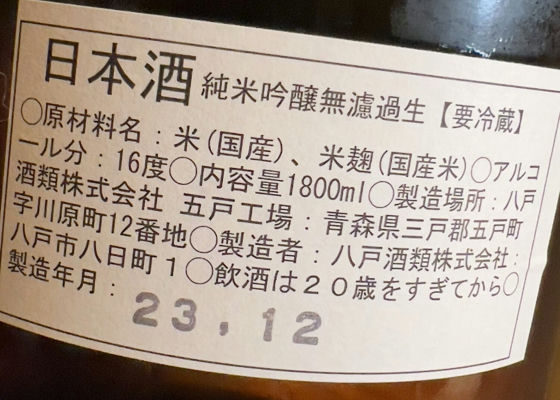 日本酒 純米吟醸無濾過生【要冷蔵】
○原材料名：米(国産)、米麹(国産米)○アルコ
ール分：16度○内容量1800ml○製造場所：八戸
酒類株式会社 五戸工場：青森県三戸郡五戸町
字川原町12番地○製造者：八戸酒類株式会社：
八戸市八日町１○飲酒は２０歳をすぎてから○
製造年月：23,12